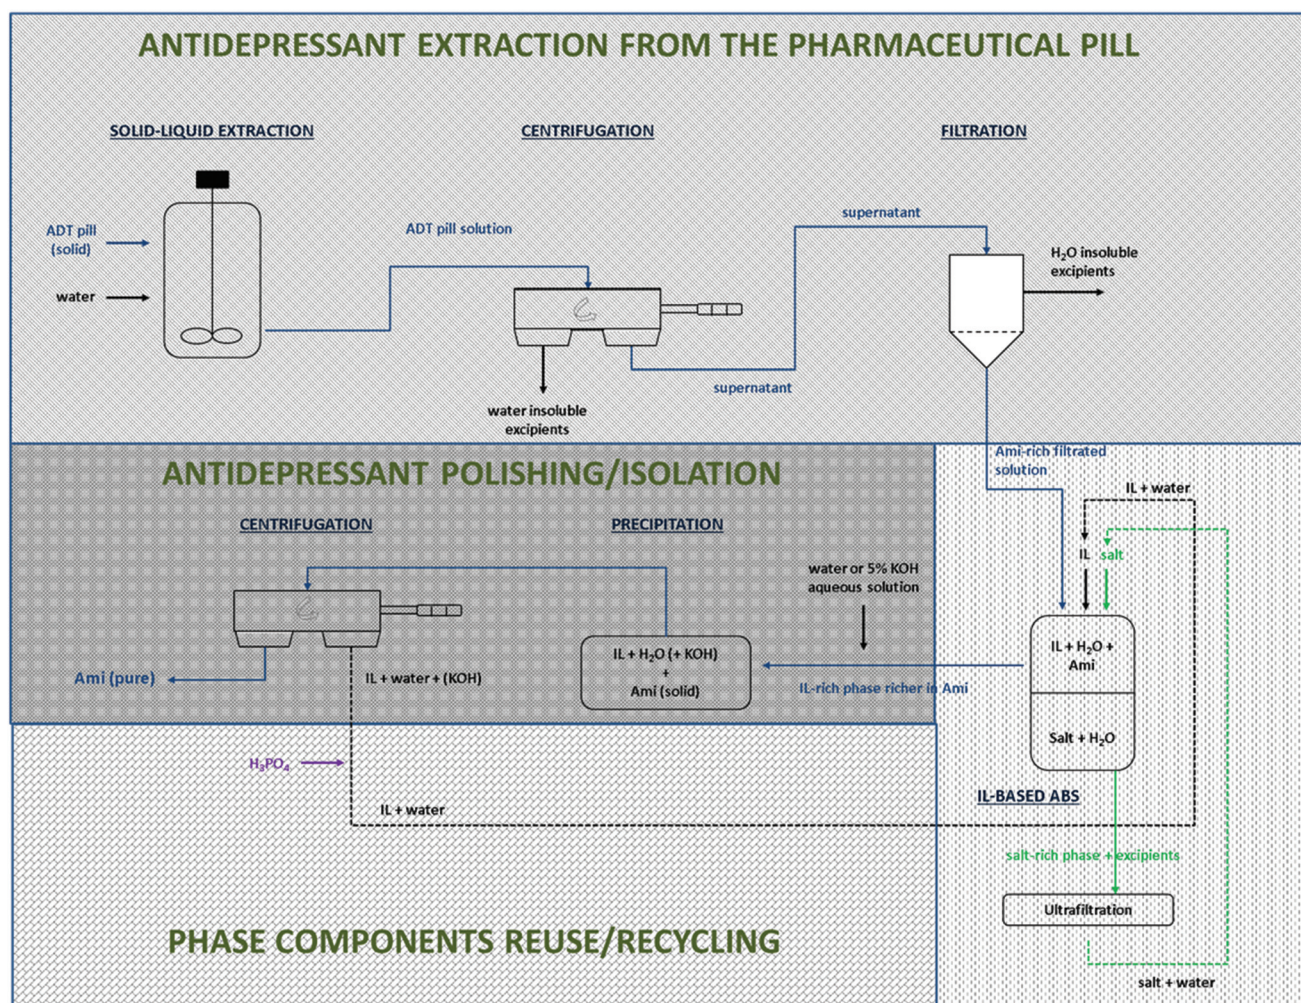 ANTIDEPRESSANT EXTRACTION FROM THE PHARMACEUTICAL PILL
SOLID-LIQUID EXTRACTION
CENTRIFUGATION
FILTRATION
ADT pill
(solid)
water
ADT pill solution
supernatant
H₂O insoluble
excipients
supernatant
water insoluble
excipients
Ami-rich filtrated
solution
ANTIDEPRESSANT POLISHING/ISOLATION
CENTRIFUGATION
PRECIPITATION
water or 5% KOH
aqueous solution
IL + H₂O (+ KOH)
+
Ami (solid)
Ami (pure)
IL + water + (KOH)
IL-rich phase richer in Ami
IL + water
IL salt
IL + H₂O +
Ami
Salt + H₂O
IL-BASED ABS
H₃PO₄
IL + water
salt-rich phase + excipients
Ultrafiltration
salt + water
PHASE COMPONENTS REUSE/RECYCLING